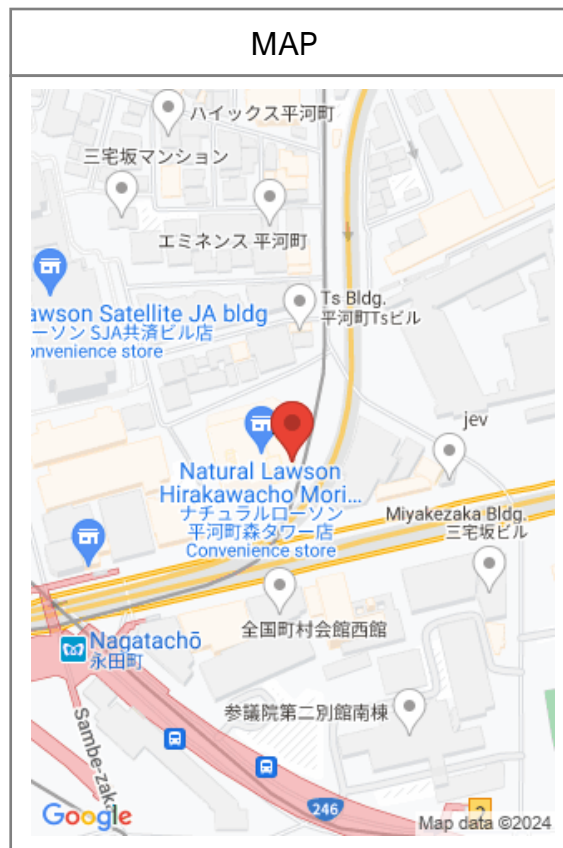 MAP
ハイックス平河町
三宅坂マンション
エミネンス 平河町
Ts Bldg.
平河町Tsビル
awson Satellite JA bldg
ーソン SJA共済ビル店
onvenience store
jev
Natural Lawson
Hirakawacho Mori...
ナチュラルローソン
平河町森タワー店
Convenience store
Miyakezaka Bldg.
三宅坂ビル
全国町村会館西館
Nagatachō
永田町
参議院第二別館南棟
Sambe-zaka
246
2
Google
Map data ©2024